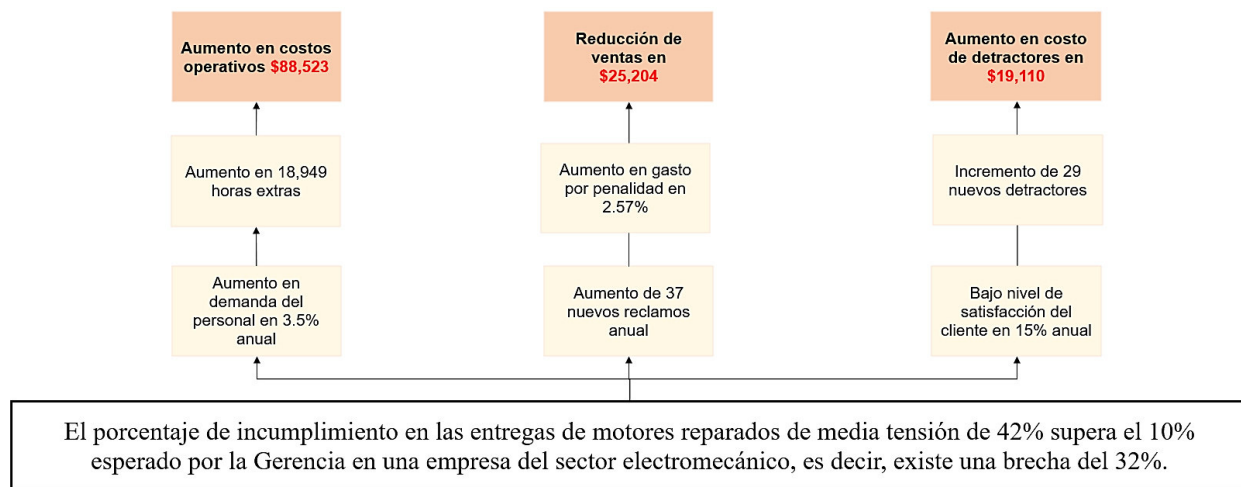 Aumento en costos
operativos $88,523
Reducción de
ventas en
$25,204
Aumento en costo
de detractores en
$19,110
Aumento en 18,949
horas extras
Aumento en gasto
por penalidad en
2.57%
Incremento de 29
nuevos detractores
Aumento en
demanda del
personal en 3.5%
anual
Aumento de 37
nuevos reclamos
anual
Bajo nivel de
satisfacción del
cliente en 15% anual
El porcentaje de incumplimiento en las entregas de motores reparados de media tensión de 42% supera el 10%
esperado por la Gerencia en una empresa del sector electromecánico, es decir, existe una brecha del 32%.